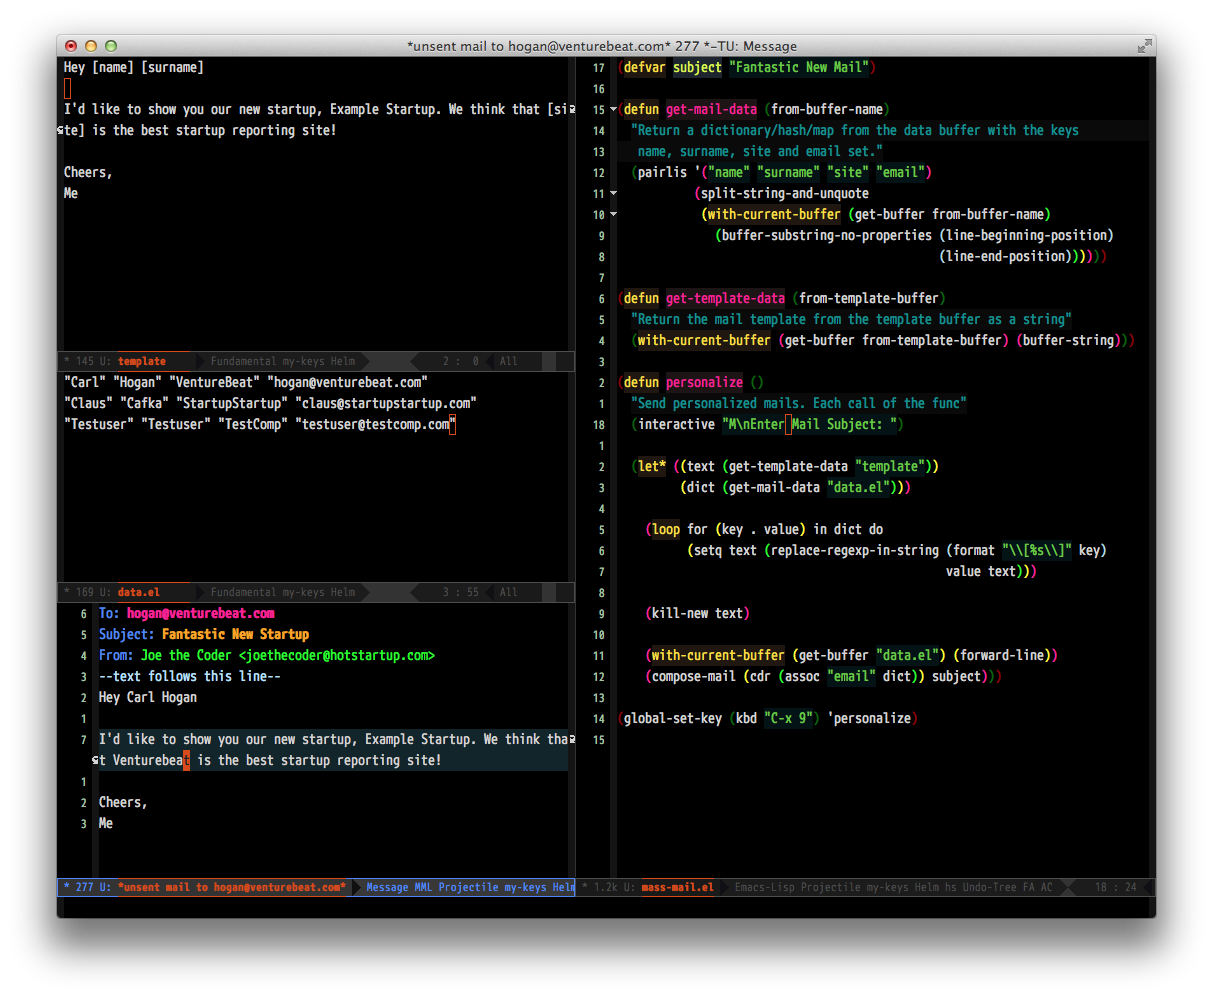 *unsent mail to hogan@venturebeat.com* 277 *-TU: Message
Hey [name] [surname]
I'd like to show you our new startup, Example Startup. We think that [si
te] is the best startup reporting site!
Cheers,
Me
* 145 U: template Fundamental my-keys Helm 2 : 0 All
"Carl" "Hogan" "VentureBeat" "hogan@venturebeat.com"
"Claus" "Cafka" "StartupStartup" "claus@startupstartup.com"
"Testuser" "Testuser" "TestComp" "testuser@testcomp.com"
* 169 U: data.el Fundamental my-keys Helm 3 : 55 All
6 To: hogan@venturebeat.com
5 Subject: Fantastic New Startup
4 From: Joe the Coder <joethecoder@hotstartup.com>
3 --text follows this line--
2 Hey Carl Hogan
1
7 I'd like to show you our new startup, Example Startup. We think tha
t Venturebeat is the best startup reporting site!
1
2 Cheers,
3 Me
* 277 U: *unsent mail to hogan@venturebeat.com* Message MML Projectile my-keys Helm
17 (defvar subject "Fantastic New Mail")
16
15 (defun get-mail-data (from-buffer-name)
14 "Return a dictionary/hash/map from the data buffer with the keys
13 name, surname, site and email set."
12 (pairlis '("name" "surname" "site" "email")
11 (split-string-and-unquote
10 (with-current-buffer (get-buffer from-buffer-name)
9 (buffer-substring-no-properties (line-beginning-position)
8 (line-end-position))))))
7
6 (defun get-template-data (from-template-buffer)
5 "Return the mail template from the template buffer as a string"
4 (with-current-buffer (get-buffer from-template-buffer) (buffer-string)))
3
2 (defun personalize ()
1 "Send personalized mails. Each call of the func"
18 (interactive "M\nEnter Mail Subject: ")
1
2 (let* ((text (get-template-data "template"))
3 (dict (get-mail-data "data.el")))
4
5 (loop for (key . value) in dict do
6 (setq text (replace-regexp-in-string (format "\\[%s\\]" key)
7 value text)))
8
9 (kill-new text)
10
11 (with-current-buffer (get-buffer "data.el") (forward-line))
12 (compose-mail (cdr (assoc "email" dict)) subject)))
13
14 (global-set-key (kbd "C-x 9") 'personalize)
15
* 1.2k U: mass-mail.el Emacs-Lisp Projectile my-keys Helm hs Undo-Tree FA AC 18 : 24